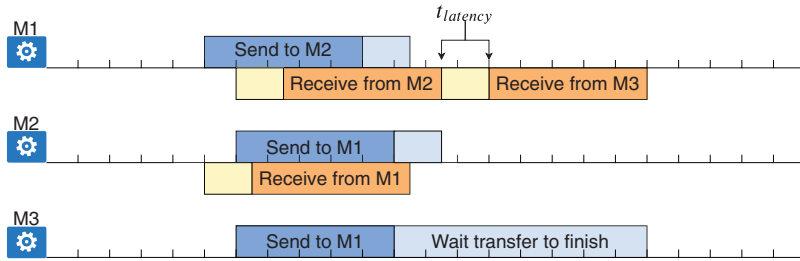 t_latency
M1
Send to M2
Receive from M2
Receive from M3
M2
Send to M1
Receive from M1
M3
Send to M1
Wait transfer to finish